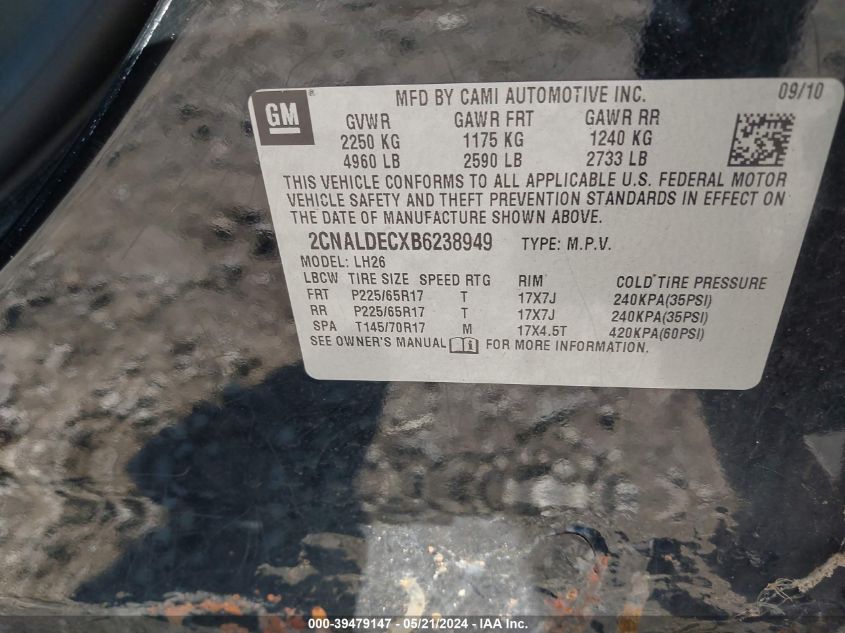 GM ®
MFD BY CAMI AUTOMOTIVE INC. 09/10
GVWR GAWR FRT GAWR RR
2250 KG 1175 KG 1240 KG
4960 LB 2590 LB 2733 LB
THIS VEHICLE CONFORMS TO ALL APPLICABLE U.S. FEDERAL MOTOR
VEHICLE SAFETY AND THEFT PREVENTION STANDARDS IN EFFECT ON
THE DATE OF MANUFACTURE SHOWN ABOVE.
2CNALDECXB6238949 TYPE: M.P.V.
MODEL: LH26
LBCW TIRE SIZE SPEED RTG RIM COLD TIRE PRESSURE
FRT P225/65R17 T 17X7J 240KPA(35PSI)
RR P225/65R17 T 17X7J 240KPA(35PSI)
SPA T145/70R17 M 17X4.5T 420KPA(60PSI)
SEE OWNER'S MANUAL FOR MORE INFORMATION.
000-39479147 — 05/21/2024 — IAA Inc.